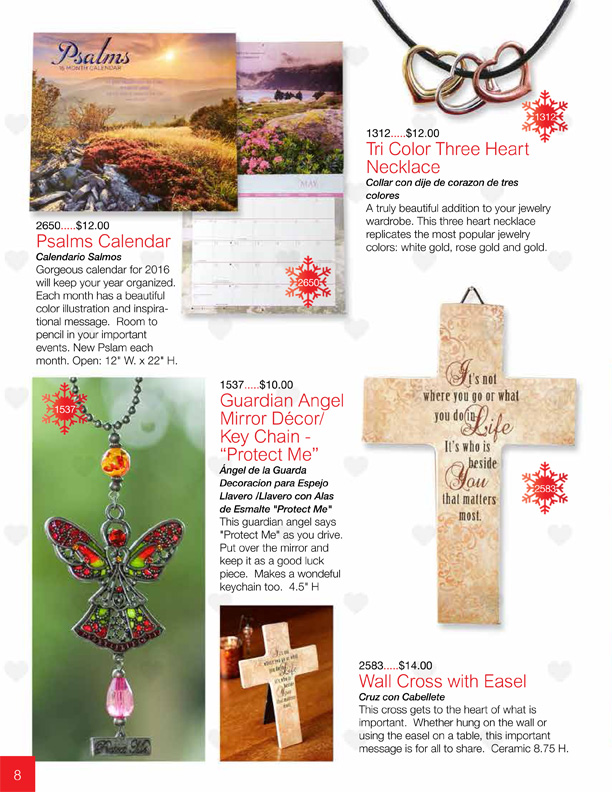 Psalms
16 MONTH CALENDAR
MAY
2650
2650.....$12.00
Psalms Calendar
Calendario Salmos
Gorgeous calendar for 2016
will keep your year organized.
Each month has a beautiful
color illustration and inspira-
tional message. Room to
pencil in your important
events. New Pslam each
month. Open: 12" W. x 22" H.
1312
1312.....$12.00
Tri Color Three Heart
Necklace
Collar con dije de corazon de tres
colores
A truly beautiful addition to your jewelry
wardrobe. This three heart necklace
replicates the most popular jewelry
colors: white gold, rose gold and gold.
1537
Protect Me
1537.....$10.00
Guardian Angel
Mirror Décor/
Key Chain -
“Protect Me”
Ángel de la Guarda
Decoracíon para Espejo
Llavero /Llavero con Alas
de Esmalte "Protect Me"
This guardian angel says
"Protect Me" as you drive.
Put over the mirror and
keep it as a good luck
piece. Makes a wondeful
keychain too. 4.5" H
It's not
where you go or what
you do in Life
It's who is
beside
You
that matters
most.
2583
2583.....$14.00
Wall Cross with Easel
Cruz con Cabellete
This cross gets to the heart of what is
important. Whether hung on the wall or
using the easel on a table, this important
message is for all to share. Ceramic 8.75 H.
8